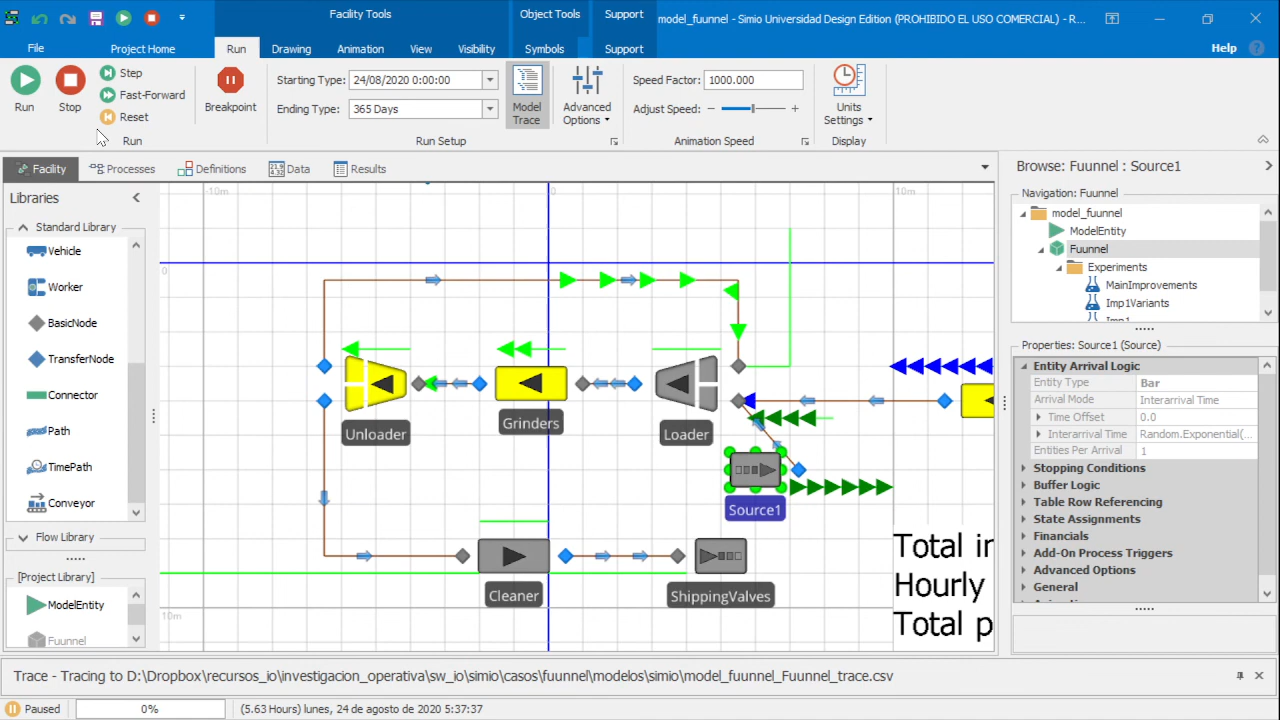 Facility Tools
Object Tools
Support
model_fuunnel - Simio Universidad Design Edition (PROHIBIDO EL USO COMERCIAL) - R...
File
Project Home
Run
Drawing
Animation
View
Visibility
Symbols
Support
Help
Run
Stop
Step
Fast-Forward
Reset
Breakpoint
Starting Type: 24/08/2020 0:00:00
Ending Type: 365 Days
Model Trace
Advanced Options
Speed Factor: 1000.000
Adjust Speed:
Units Settings
Run
Run Setup
Animation Speed
Display
Facility
Processes
Definitions
Data
Results
Libraries
Standard Library
Vehicle
Worker
BasicNode
TransferNode
Connector
Path
TimePath
Conveyor
Flow Library
[Project Library]
ModelEntity
Fuunnel
-10m
0
10m
0
10m
Unloader
Grinders
Loader
Source1
Cleaner
ShippingValves
Total in
Hourly
Total p
Browse: Fuunnel : Source1
Navigation: Fuunnel
model_fuunnel
ModelEntity
Fuunnel
Experiments
MainImprovements
Imp1Variants
Imp1
Properties: Source1 (Source)
Entity Arrival Logic
Entity Type Bar
Arrival Mode Interarrival Time
Time Offset 0.0
Interarrival Time Random.Exponential(...
Entities Per Arrival 1
Stopping Conditions
Buffer Logic
Table Row Referencing
State Assignments
Financials
Add-On Process Triggers
Advanced Options
General
Trace - Tracing to D:\Dropbox\recursos_io\investigacion_operativa\sw_io\simio\casos\fuunnel\modelos\simio\model_fuunnel_Fuunnel_trace.csv
Paused
0%
(5.63 Hours) lunes, 24 de agosto de 2020 5:37:37